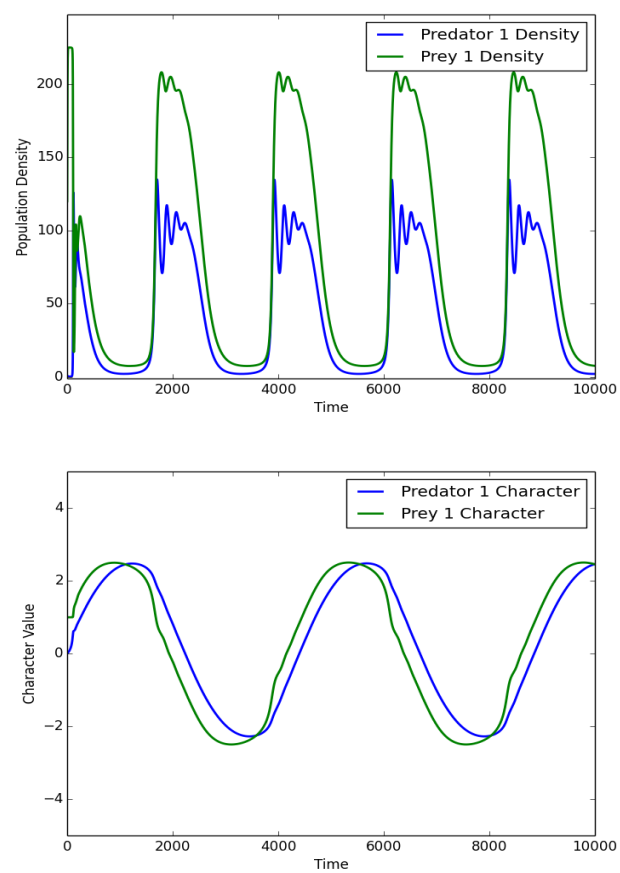 Predator 1 Density
Prey 1 Density
Population Density
200
150
100
50
0
0 2000 4000 6000 8000 10000
Time
Predator 1 Character
Prey 1 Character
Character Value
4
2
0
−2
−4
0 2000 4000 6000 8000 10000
Time